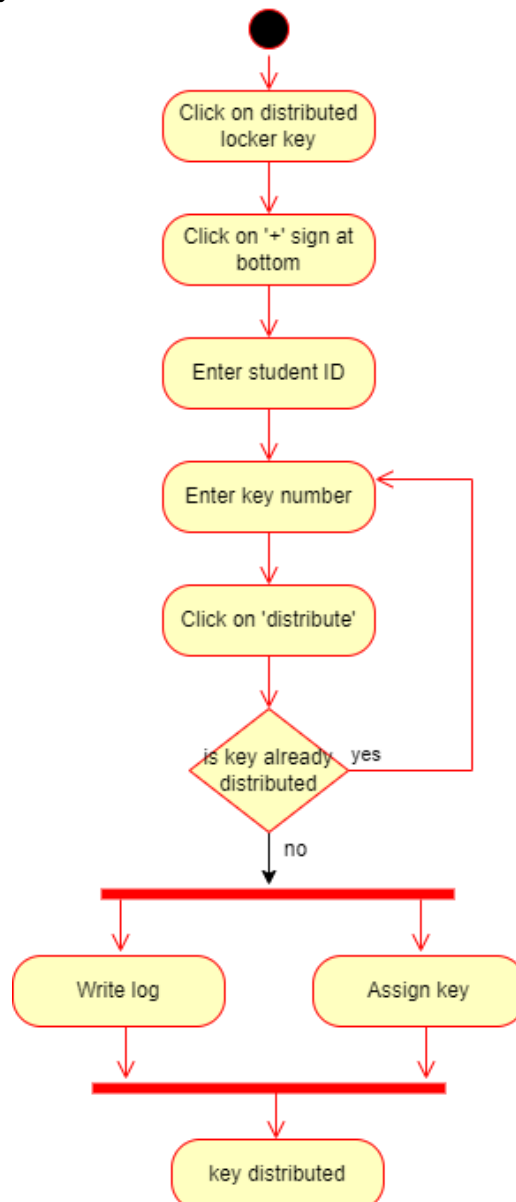 Click on distributed
locker key
Click on '+' sign at
bottom
Enter student ID
Enter key number
Click on 'distribute'
is key already
distributed
yes
no
Write log
Assign key
key distributed